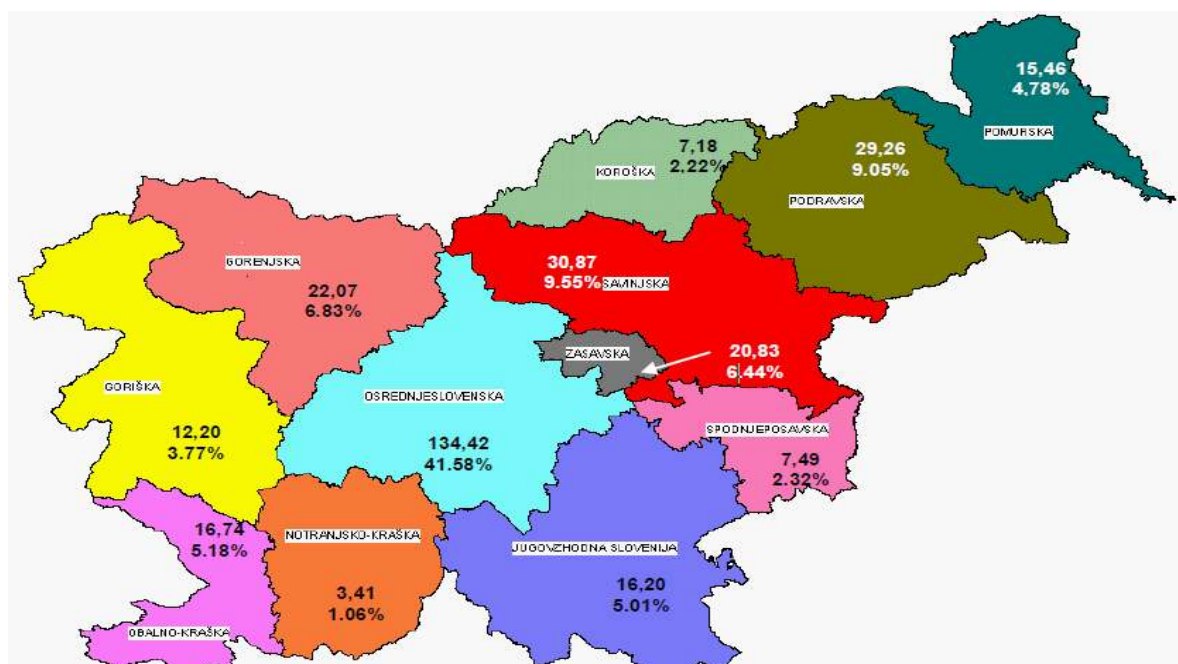 15,46
4,78%
POMURSKA
29,26
9.05%
PODRAVSKA
7,18
2,22%
KOROŠKA
GORENJSKA
22,07
6.83%
30,87
9.55%
SAVINJSKA
ZASAVSKA
20,83
6.44%
GORIŠKA
12,20
3.77%
OSREDNJESLOVENSKA
134,42
41.58%
SPODNJEPOSAVSKA
7,49
2.32%
16,74
5.18%
OBALNO-KRAŠKA
NOTRANJSKO-KRAŠKA
3,41
1.06%
JUGOVZHODNA SLOVENIJA
16,20
5.01%